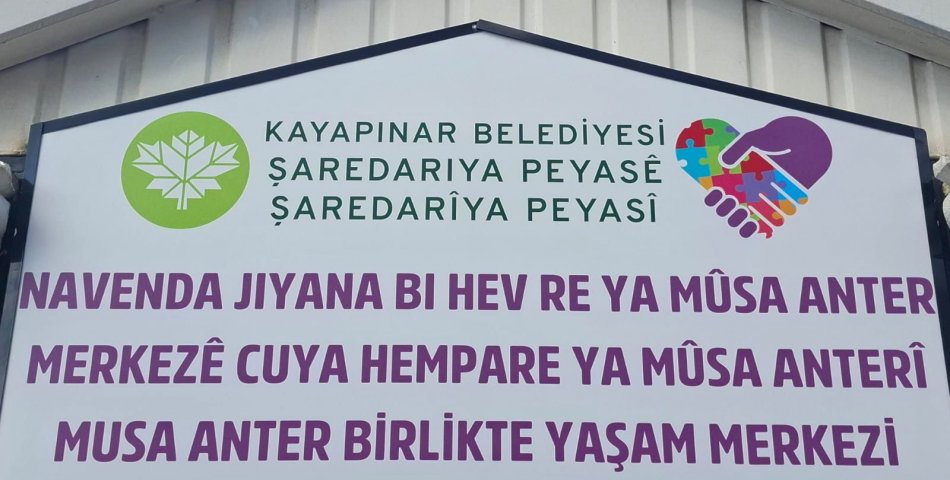 KAYAPINAR BELEDİYESİ
ŞAREDARIYA PEYASÊ
ŞAREDARÎYA PEYASÎ
NAVENDA JIYANA BI HEV RE YA MÛSA ANTER
MERKEZÊ CUYA HEMPARE YA MÛSA ANTERÎ
MUSA ANTER BİRLİKTE YAŞAM MERKEZİ